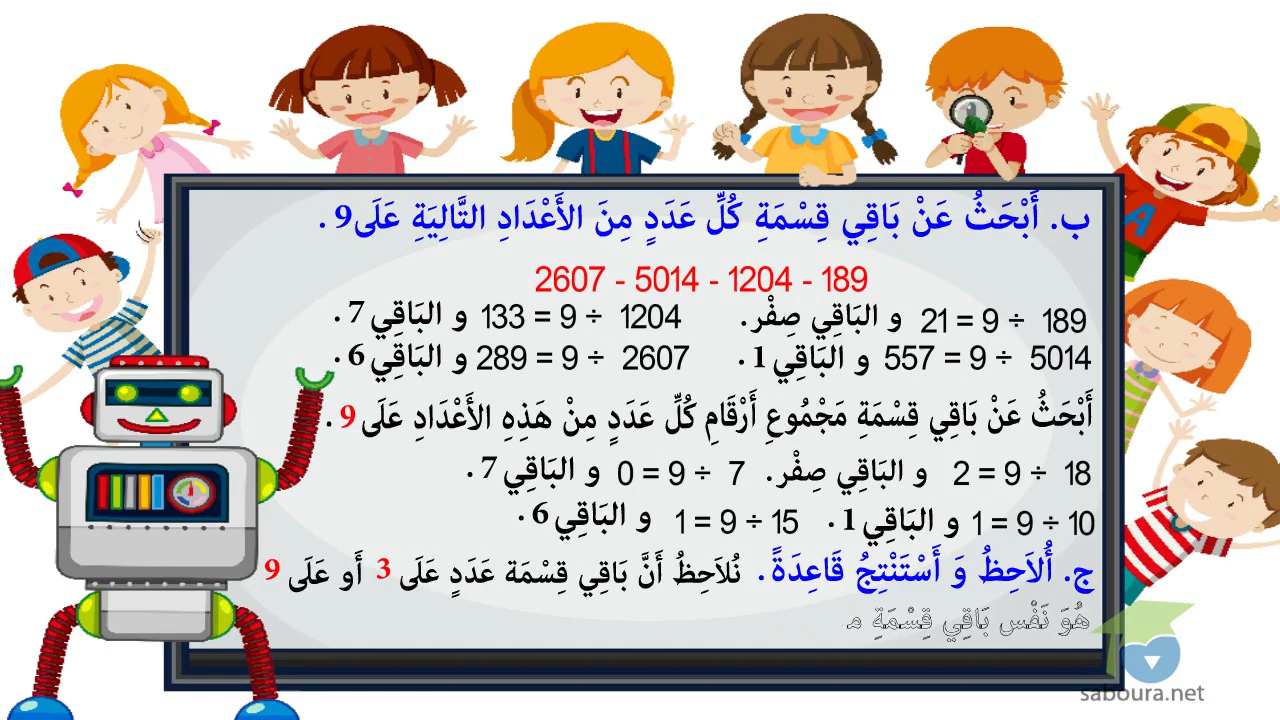 ب. أَبْحَثُ عَنْ بَاقِي قِسْمَةِ كُلِّ عَدَدٍ مِنَ الأَعْدَادِ التَّالِيَةِ عَلَى 9 .
2607 - 5014 - 1204 - 189
189 ÷ 9 = 21 و البَاقِي صِفْر. 1204 ÷ 9 = 133 و البَاقِي 7 .
5014 ÷ 9 = 557 و البَاقِي 1 . 2607 ÷ 9 = 289 و البَاقِي 6 .
أَبْحَثُ عَنْ بَاقِي قِسْمَةِ مَجْمُوعِ أَرْقَامِ كُلِّ عَدَدٍ مِنْ هَذِهِ الأَعْدَادِ عَلَى 9 .
18 ÷ 9 = 2 و البَاقِي صِفْر. 7 ÷ 9 = 0 و البَاقِي 7 .
10 ÷ 9 = 1 و البَاقِي 1 . 15 ÷ 9 = 1 و البَاقِي 6 .
ج. أُلاَحِظُ وَ أَسْتَنْتِجُ قَاعِدَةً . نُلاَحِظُ أَنَّ بَاقِي قِسْمَة عَدَدٍ عَلَى 3 أَو عَلَى 9
هُوَ نَفْس بَاقِي قِسْمَةِ مـ
A
saboura.net